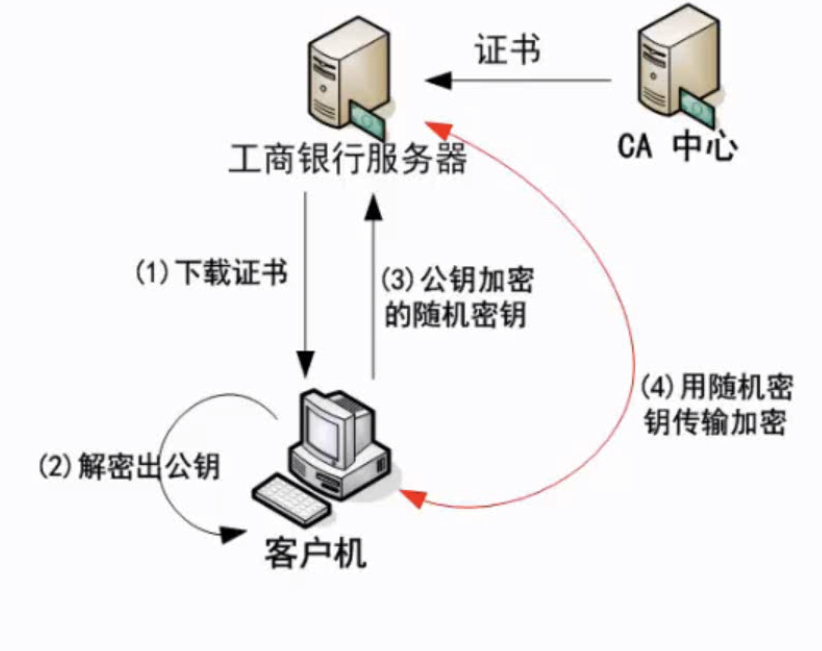 证书
CA 中心
工商银行服务器
(1)下载证书
(3)公钥加密
的随机密钥
(4)用随机密
钥传输加密
(2)解密出公钥
客户机